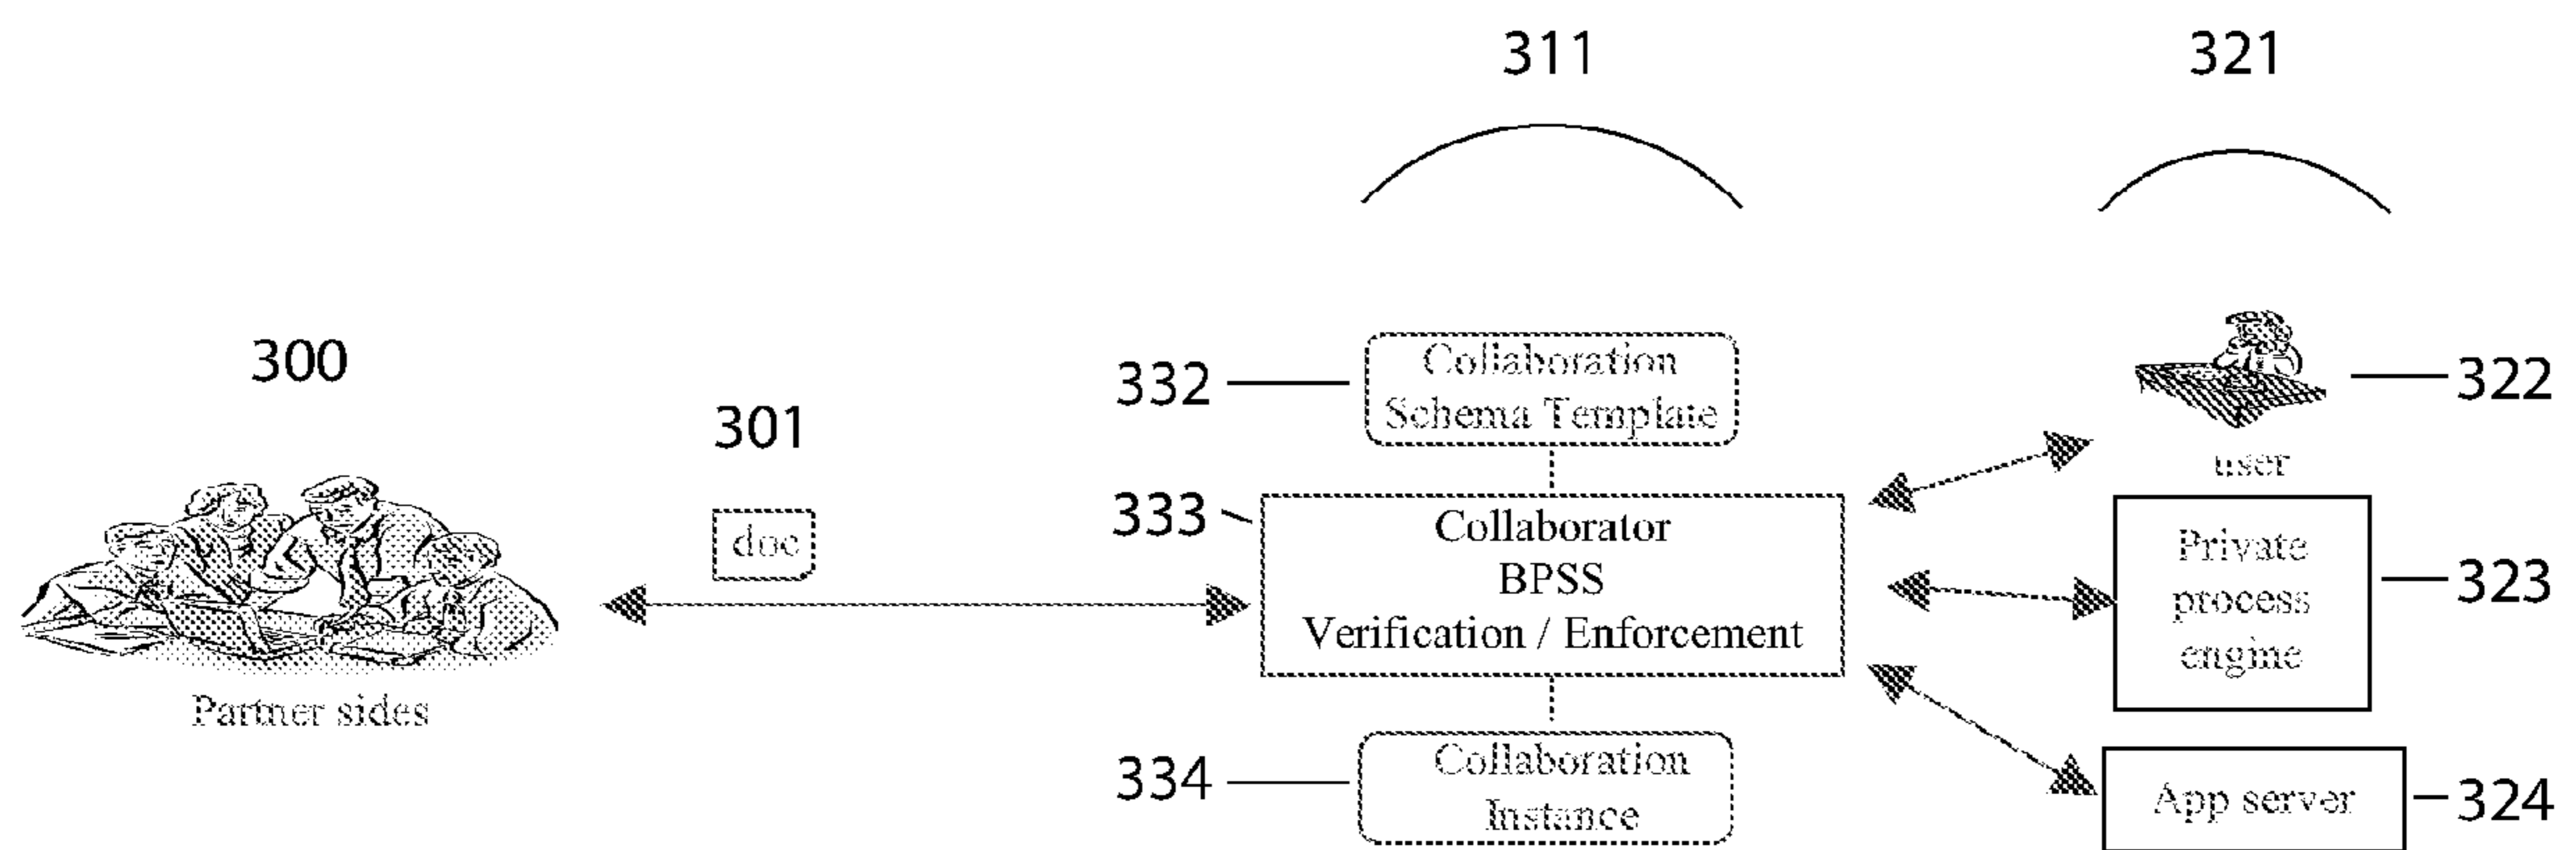 311
321
300
301
doc
Partner sides
332
Collaboration
Schema Template
333
Collaborator
BPSS
Verification / Enforcement
334
Collaboration
Instance
322
user
Private
process
engine
323
App server
324